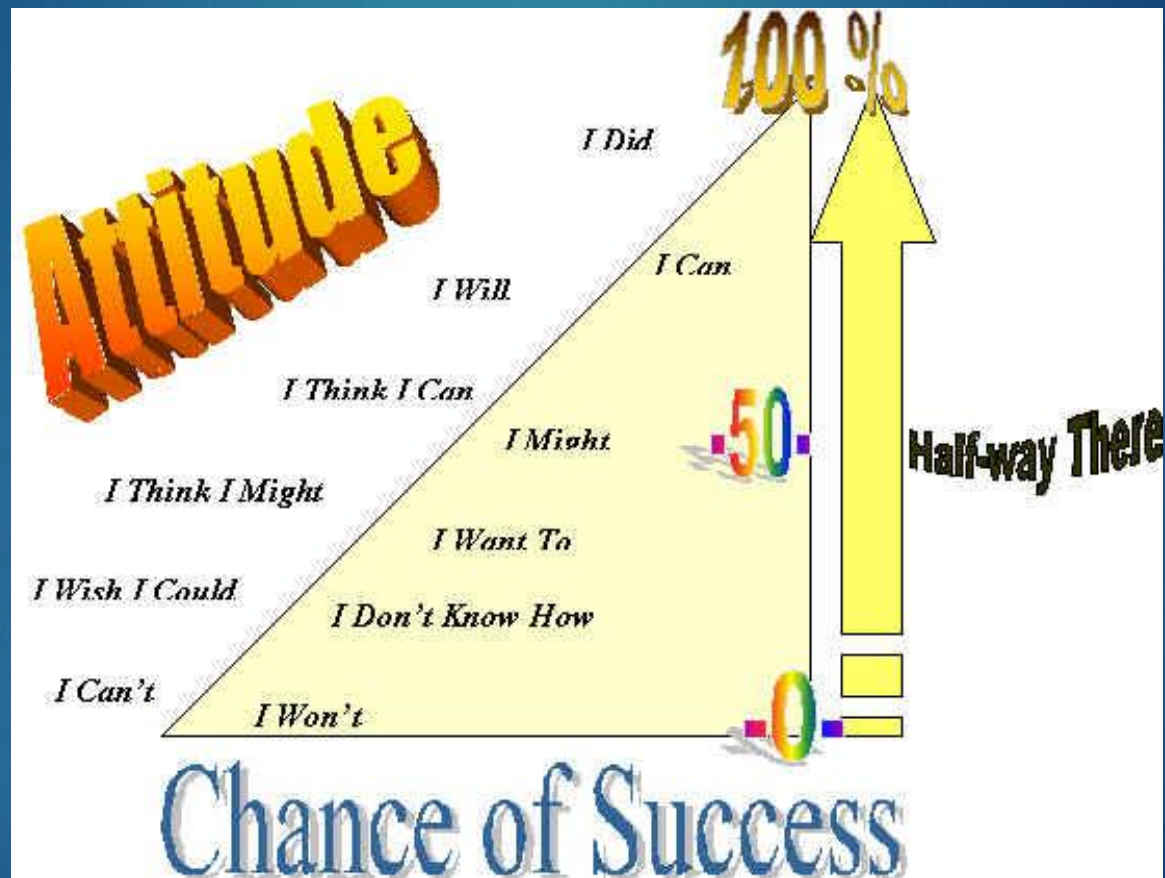 100 %
I Did
Attitude
I Can
I Will
I Think I Can
-50-
I Might
Half-way There
I Think I Might
I Want To
I Wish I Could
I Don't Know How
I Can't
I Won't
-0-
Chance of Success